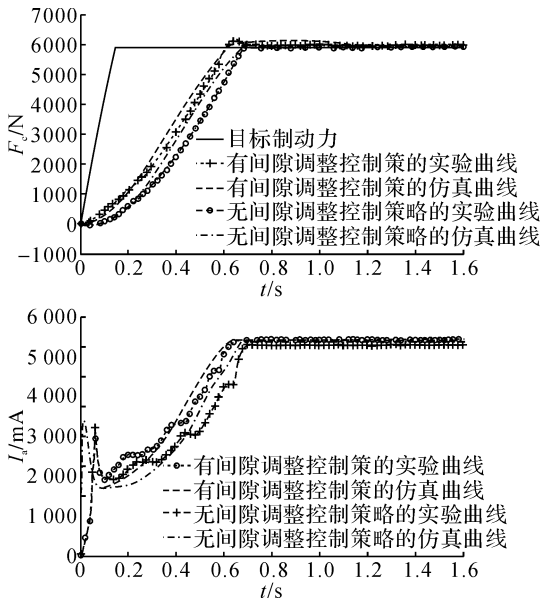 7000
6000
5000
4000
3000
2000
1000
0
−1000
Fe/N
目标制动力
有间隙调整控制策的实验曲线
有间隙调整控制策的仿真曲线
无间隙调整控制策略的实验曲线
无间隙调整控制策略的仿真曲线
0 0.2 0.4 0.6 0.8 1.0 1.2 1.4 1.6
t/s
6 000
5 000
4 000
3 000
2 000
1 000
0
Ia/mA
有间隙调整控制策的实验曲线
有间隙调整控制策的仿真曲线
无间隙调整控制策略的实验曲线
无间隙调整控制策略的仿真曲线
0 0.2 0.4 0.6 0.8 1.0 1.2 1.4 1.6
t/s